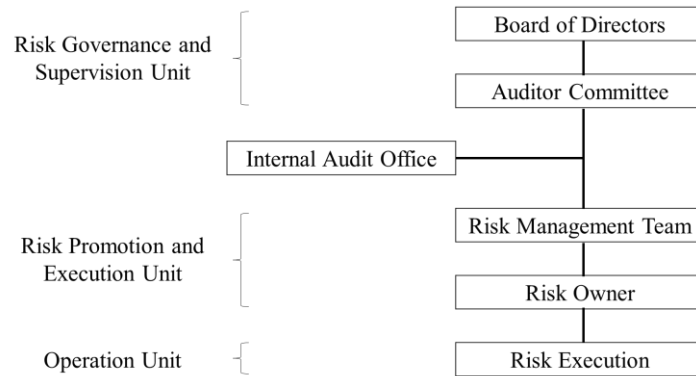 Risk Governance and
Supervision Unit
Board of Directors
Auditor Committee
Internal Audit Office
Risk Promotion and
Execution Unit
Risk Management Team
Risk Owner
Operation Unit
Risk Execution